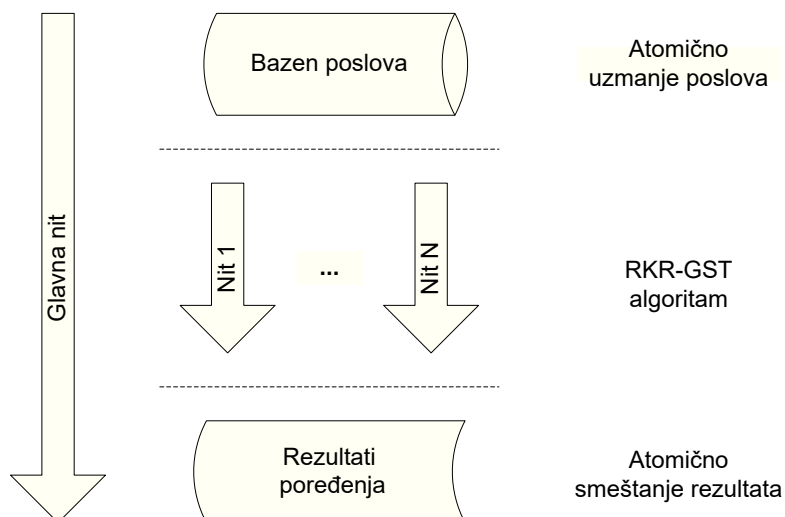 Bazen poslova
Atomično
uzmanje poslova
Glavna nit
Nit 1
...
Nit N
RKR-GST
algoritam
Rezultati
poređenja
Atomično
smeštanje rezultata